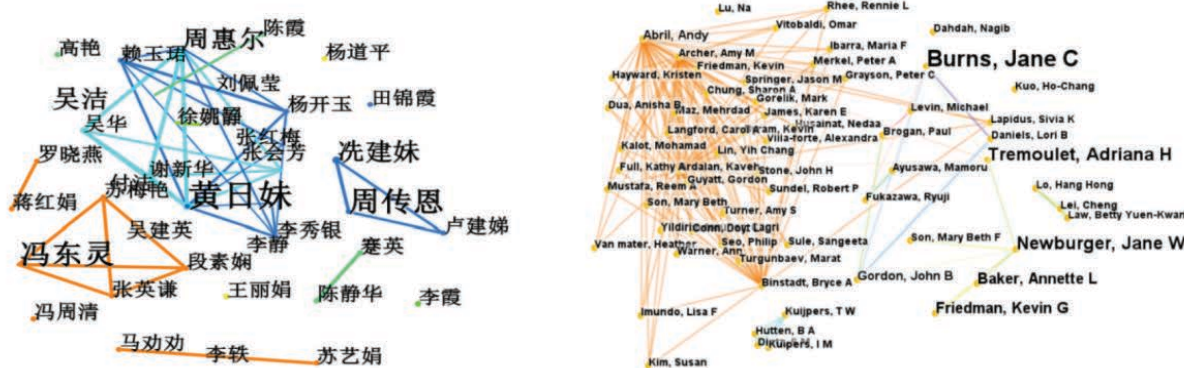 陈霞
周惠尔
高艳
赖玉珺
杨道平
刘佩莹
吴洁
杨开玉
田锦霞
吴华
张红梅
罗晓燕
张会芳
冼建妹
谢新华
苏梅艳
黄日妹
周传恩
蒋红娟
李秀银
卢建娣
吴建英
李静
冯东灵
蹇英
段素娴
张英谦
王丽娟
陈静华
李霞
冯周清
马劝劝
李轶
苏艺娟
Lu, Na
Rhee, Rennie L
Vitobaldi, Omar
Dahdah, Nagib
Abril, Andy
Archer, Amy M
Ibarra, Maria F
Burns, Jane C
Friedman, Kevin
Merkel, Peter A
Hayward, Kristen
Springer, Jason M
Grayson, Peter C
Kuo, Ho-Chang
Chung, Sharon A
Gorelik, Mark
Dua, Anisha B
Maz, Mehrdad
James, Karen E
Levin, Michael
Lapidus, Sivia K
Husainat, Nedaa
Langford, Carol A
Villa-forte, Alexandra
Brogan, Paul
Daniels, Lori B
Kalot, Mohamad
Lin, Yih Chang
Tremoulet, Adriana H
Full, Kathy
Ardalan, Kaveh
Stone, John H
Ayusawa, Mamoru
Guyatt, Gordon
Mustafa, Reem A
Sundel, Robert P
Fukazawa, Ryuji
Lo, Hang Hong
Son, Mary Beth
Lei, Cheng
Turner, Amy S
Law, Betty Yuen-Kwan
Seo, Philip
Sule, Sangeeta
Son, Mary Beth F
Van mater, Heather
Warner, Ann
Newburger, Jane W
Turgunbaev, Marat
Binstadt, Bryce A
Gordon, John B
Baker, Annette L
Imundo, Lisa F
Kuijpers, T W
Friedman, Kevin G
Hutten, B A
Kuipers, I M
Kim, Susan